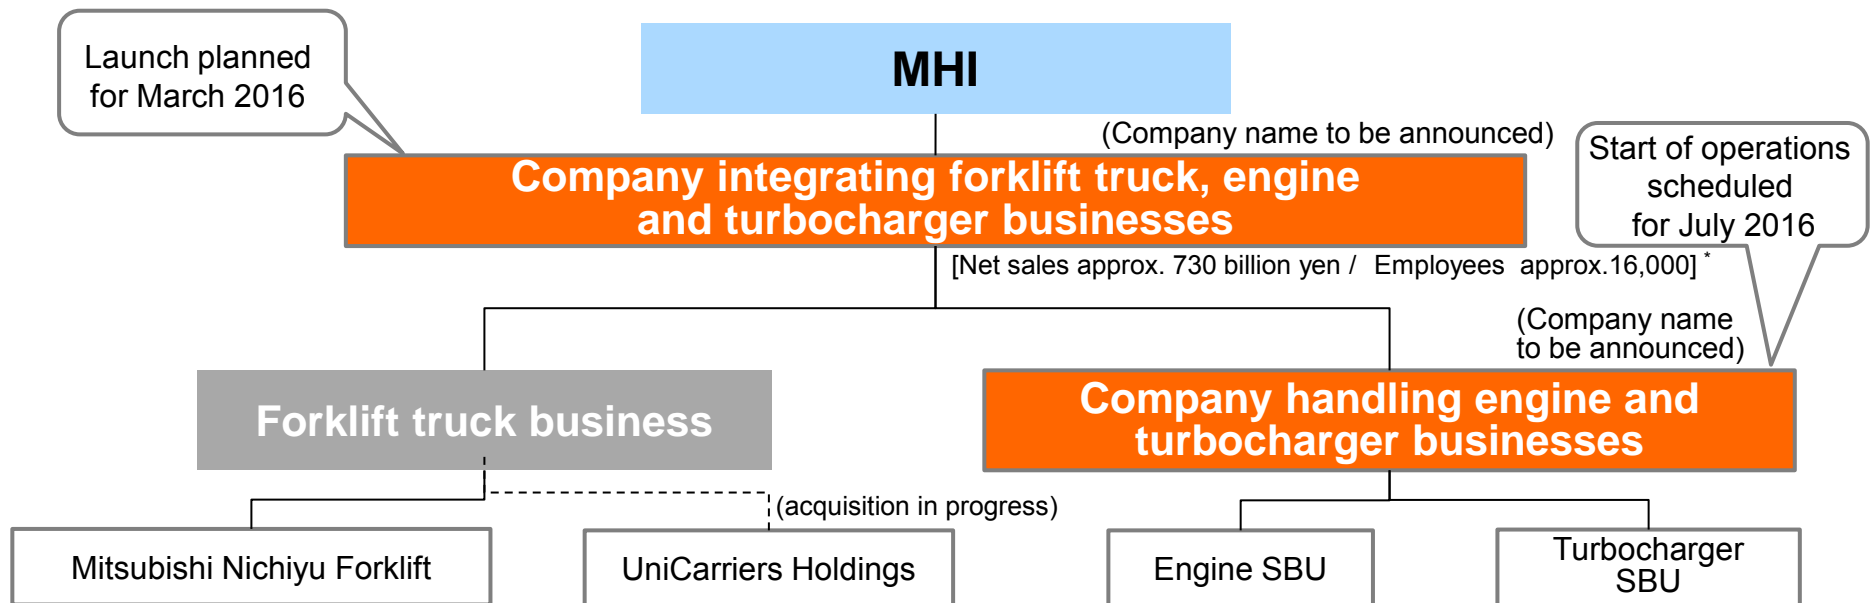 Launch planned
for March 2016
MHI
(Company name to be announced)
Company integrating forklift truck, engine
and turbocharger businesses
Start of operations
scheduled
for July 2016
[Net sales approx. 730 billion yen / Employees approx.16,000] *
(Company name
to be announced)
Forklift truck business
Company handling engine and
turbocharger businesses
(acquisition in progress)
Mitsubishi Nichiyu Forklift
UniCarriers Holdings
Engine SBU
Turbocharger
SBU